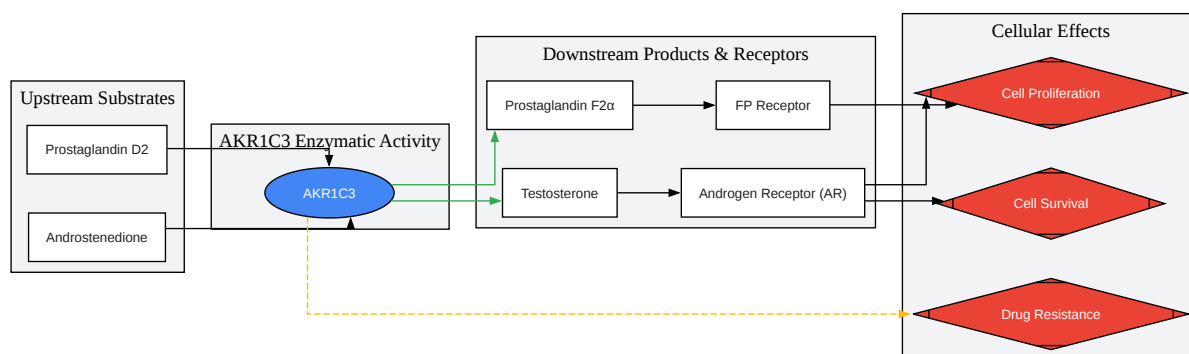 Upstream Substrates
Prostaglandin D2
Androstenedione
AKR1C3 Enzymatic Activity
AKR1C3
Downstream Products & Receptors
Prostaglandin F2α
FP Receptor
Testosterone
Androgen Receptor (AR)
Cellular Effects
Cell Proliferation
Cell Survival
Drug Resistance